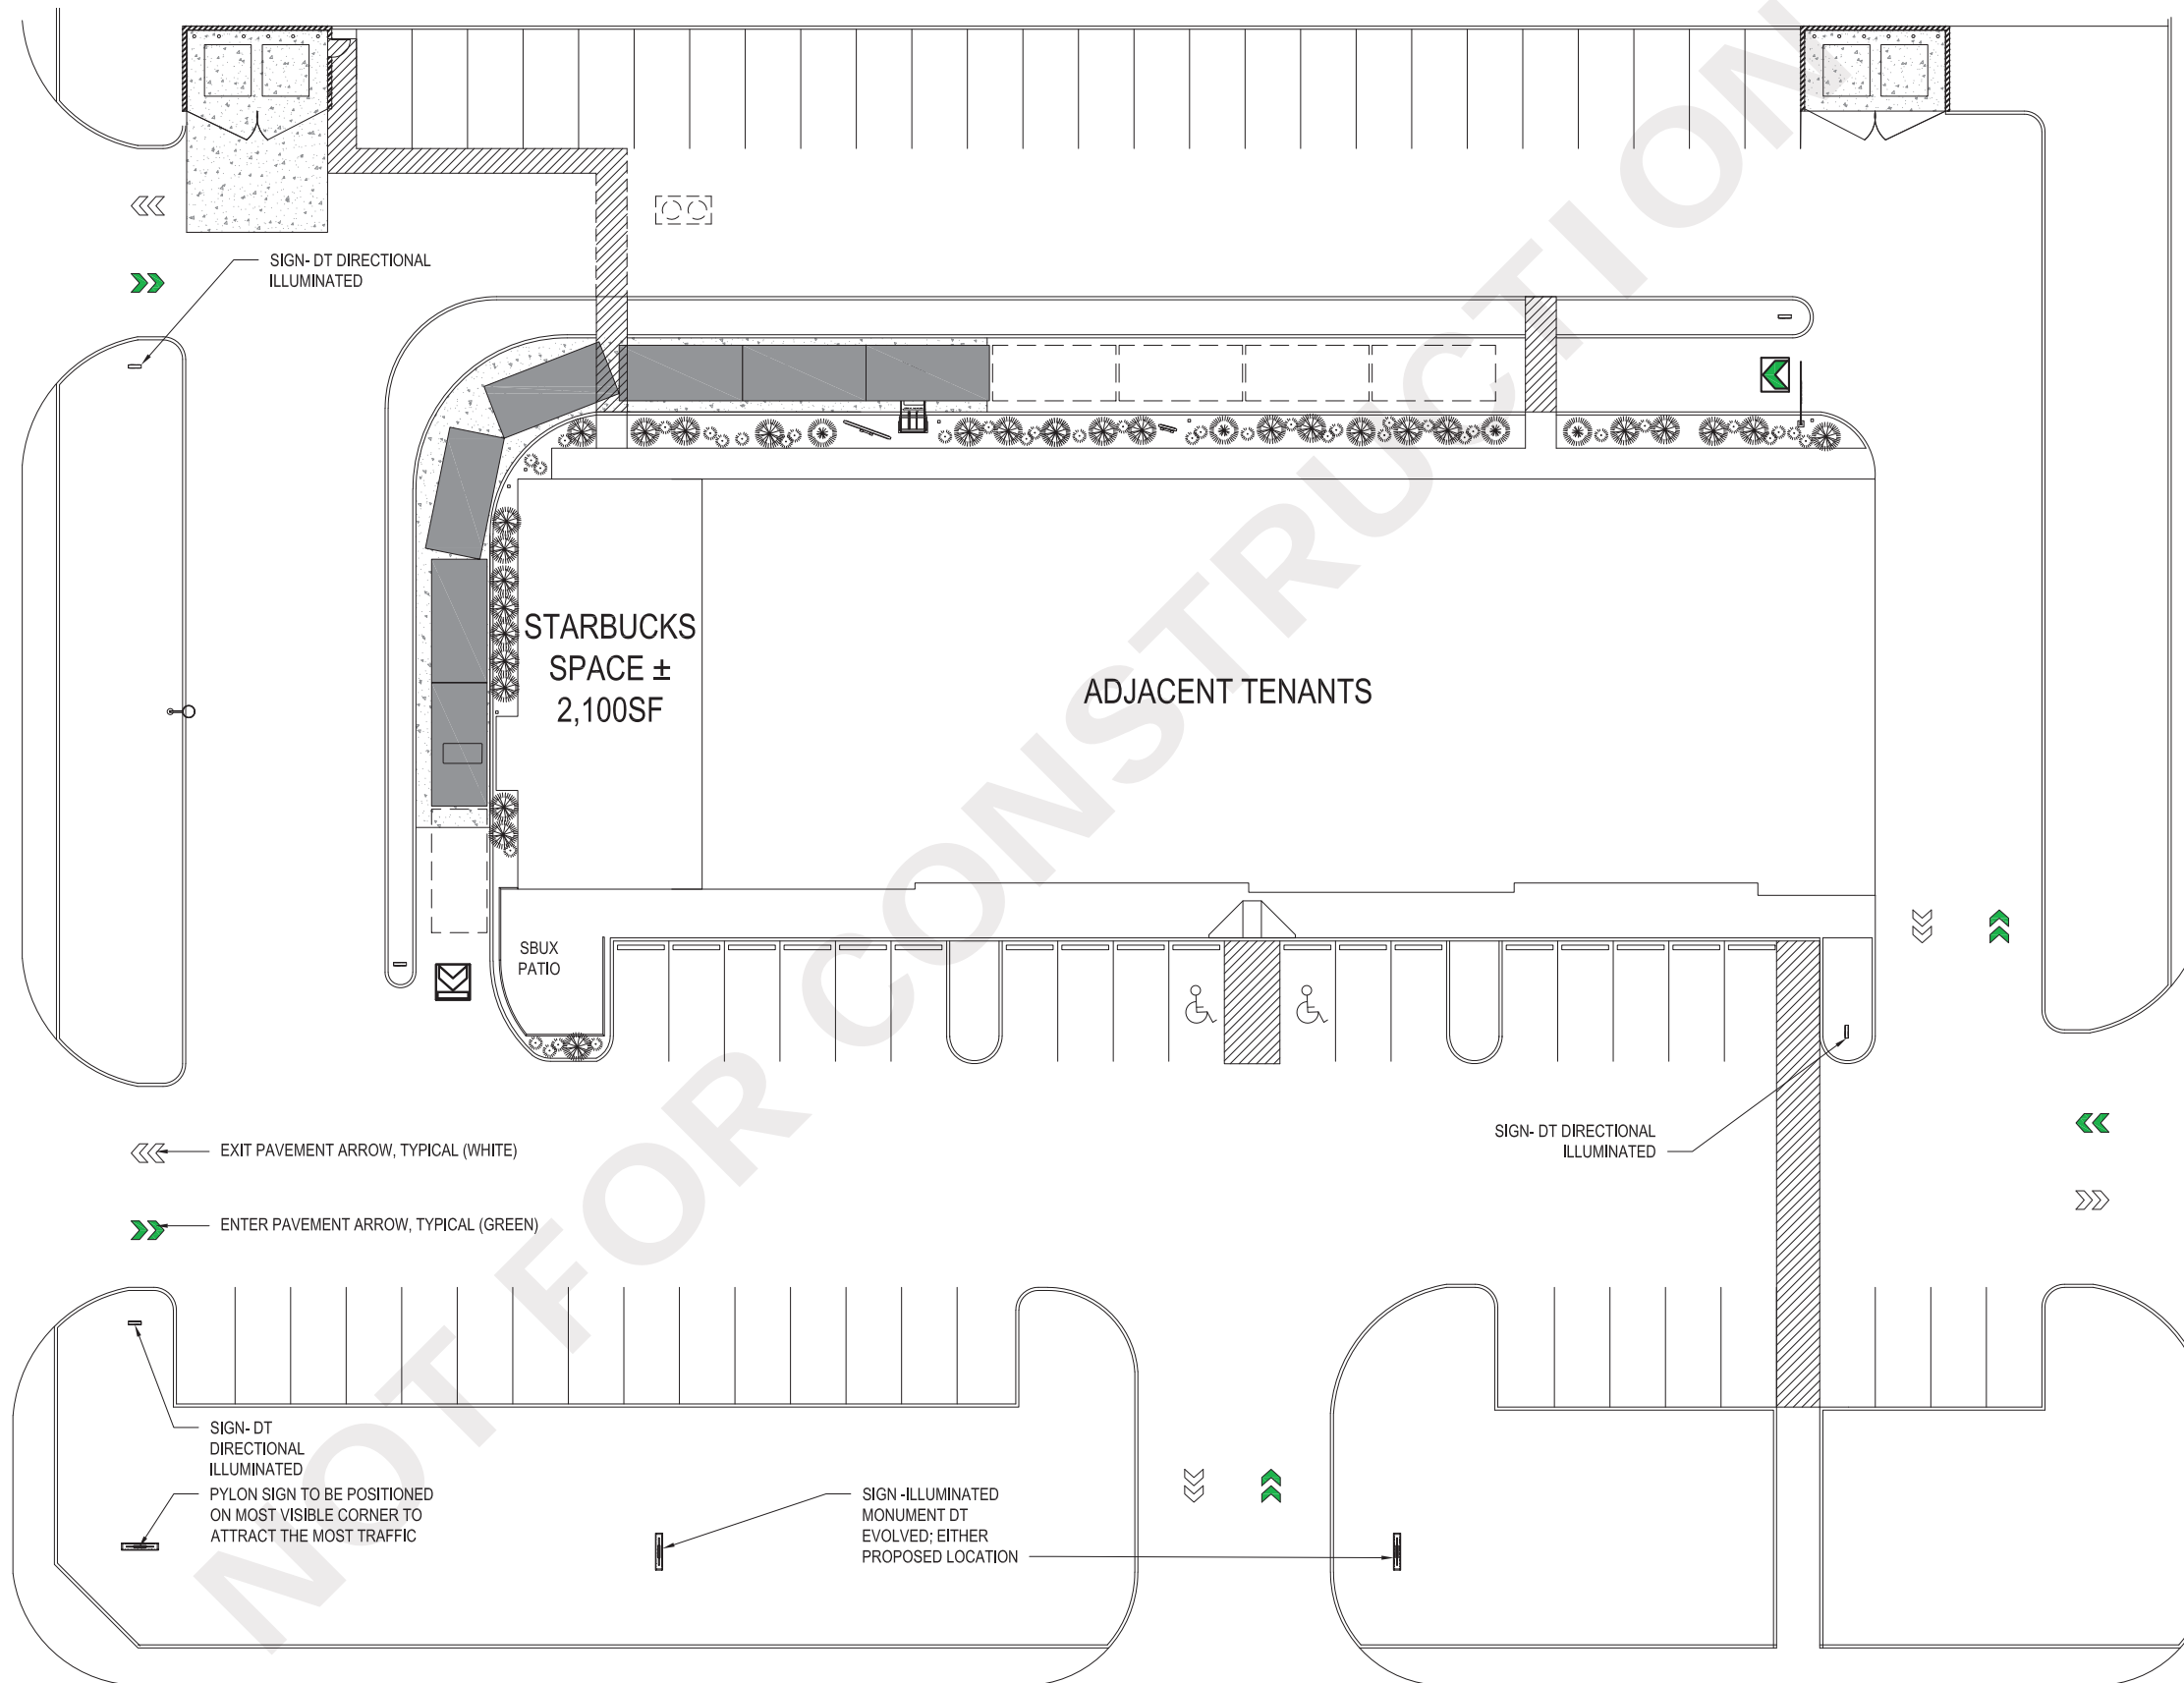 SIGN- DT DIRECTIONAL
ILLUMINATED
STARBUCKS
SPACE ±
2,100SF
ADJACENT TENANTS
SBUX
PATIO
SIGN- DT DIRECTIONAL
ILLUMINATED
EXIT PAVEMENT ARROW, TYPICAL (WHITE)
ENTER PAVEMENT ARROW, TYPICAL (GREEN)
SIGN- DT
DIRECTIONAL
ILLUMINATED
PYLON SIGN TO BE POSITIONED
ON MOST VISIBLE CORNER TO
ATTRACT THE MOST TRAFFIC
SIGN -ILLUMINATED
MONUMENT DT
EVOLVED; EITHER
PROPOSED LOCATION
NOT FOR CONSTRUCTION